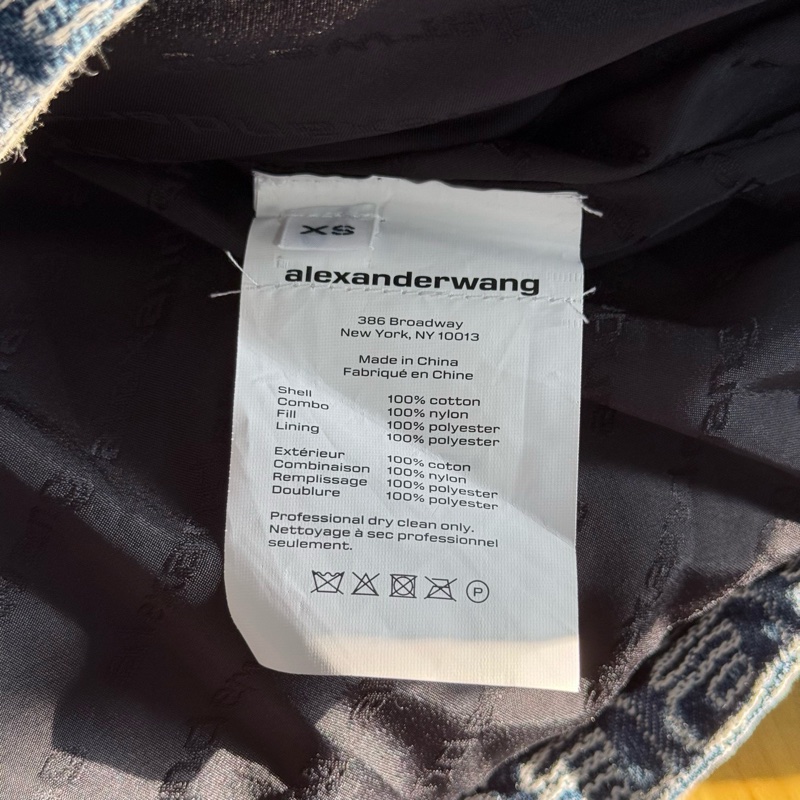 XS
alexanderwang
386 Broadway
New York, NY 10013
Made in China
Fabriqué en Chine
Shell 100% cotton
Combo 100% nylon
Fill 100% polyester
Lining 100% polyester
Extérieur 100% coton
Combinaison 100% nylon
Remplissage 100% polyester
Doublure 100% polyester
Professional dry clean only.
Nettoyage à sec professionnel
seulement.
P